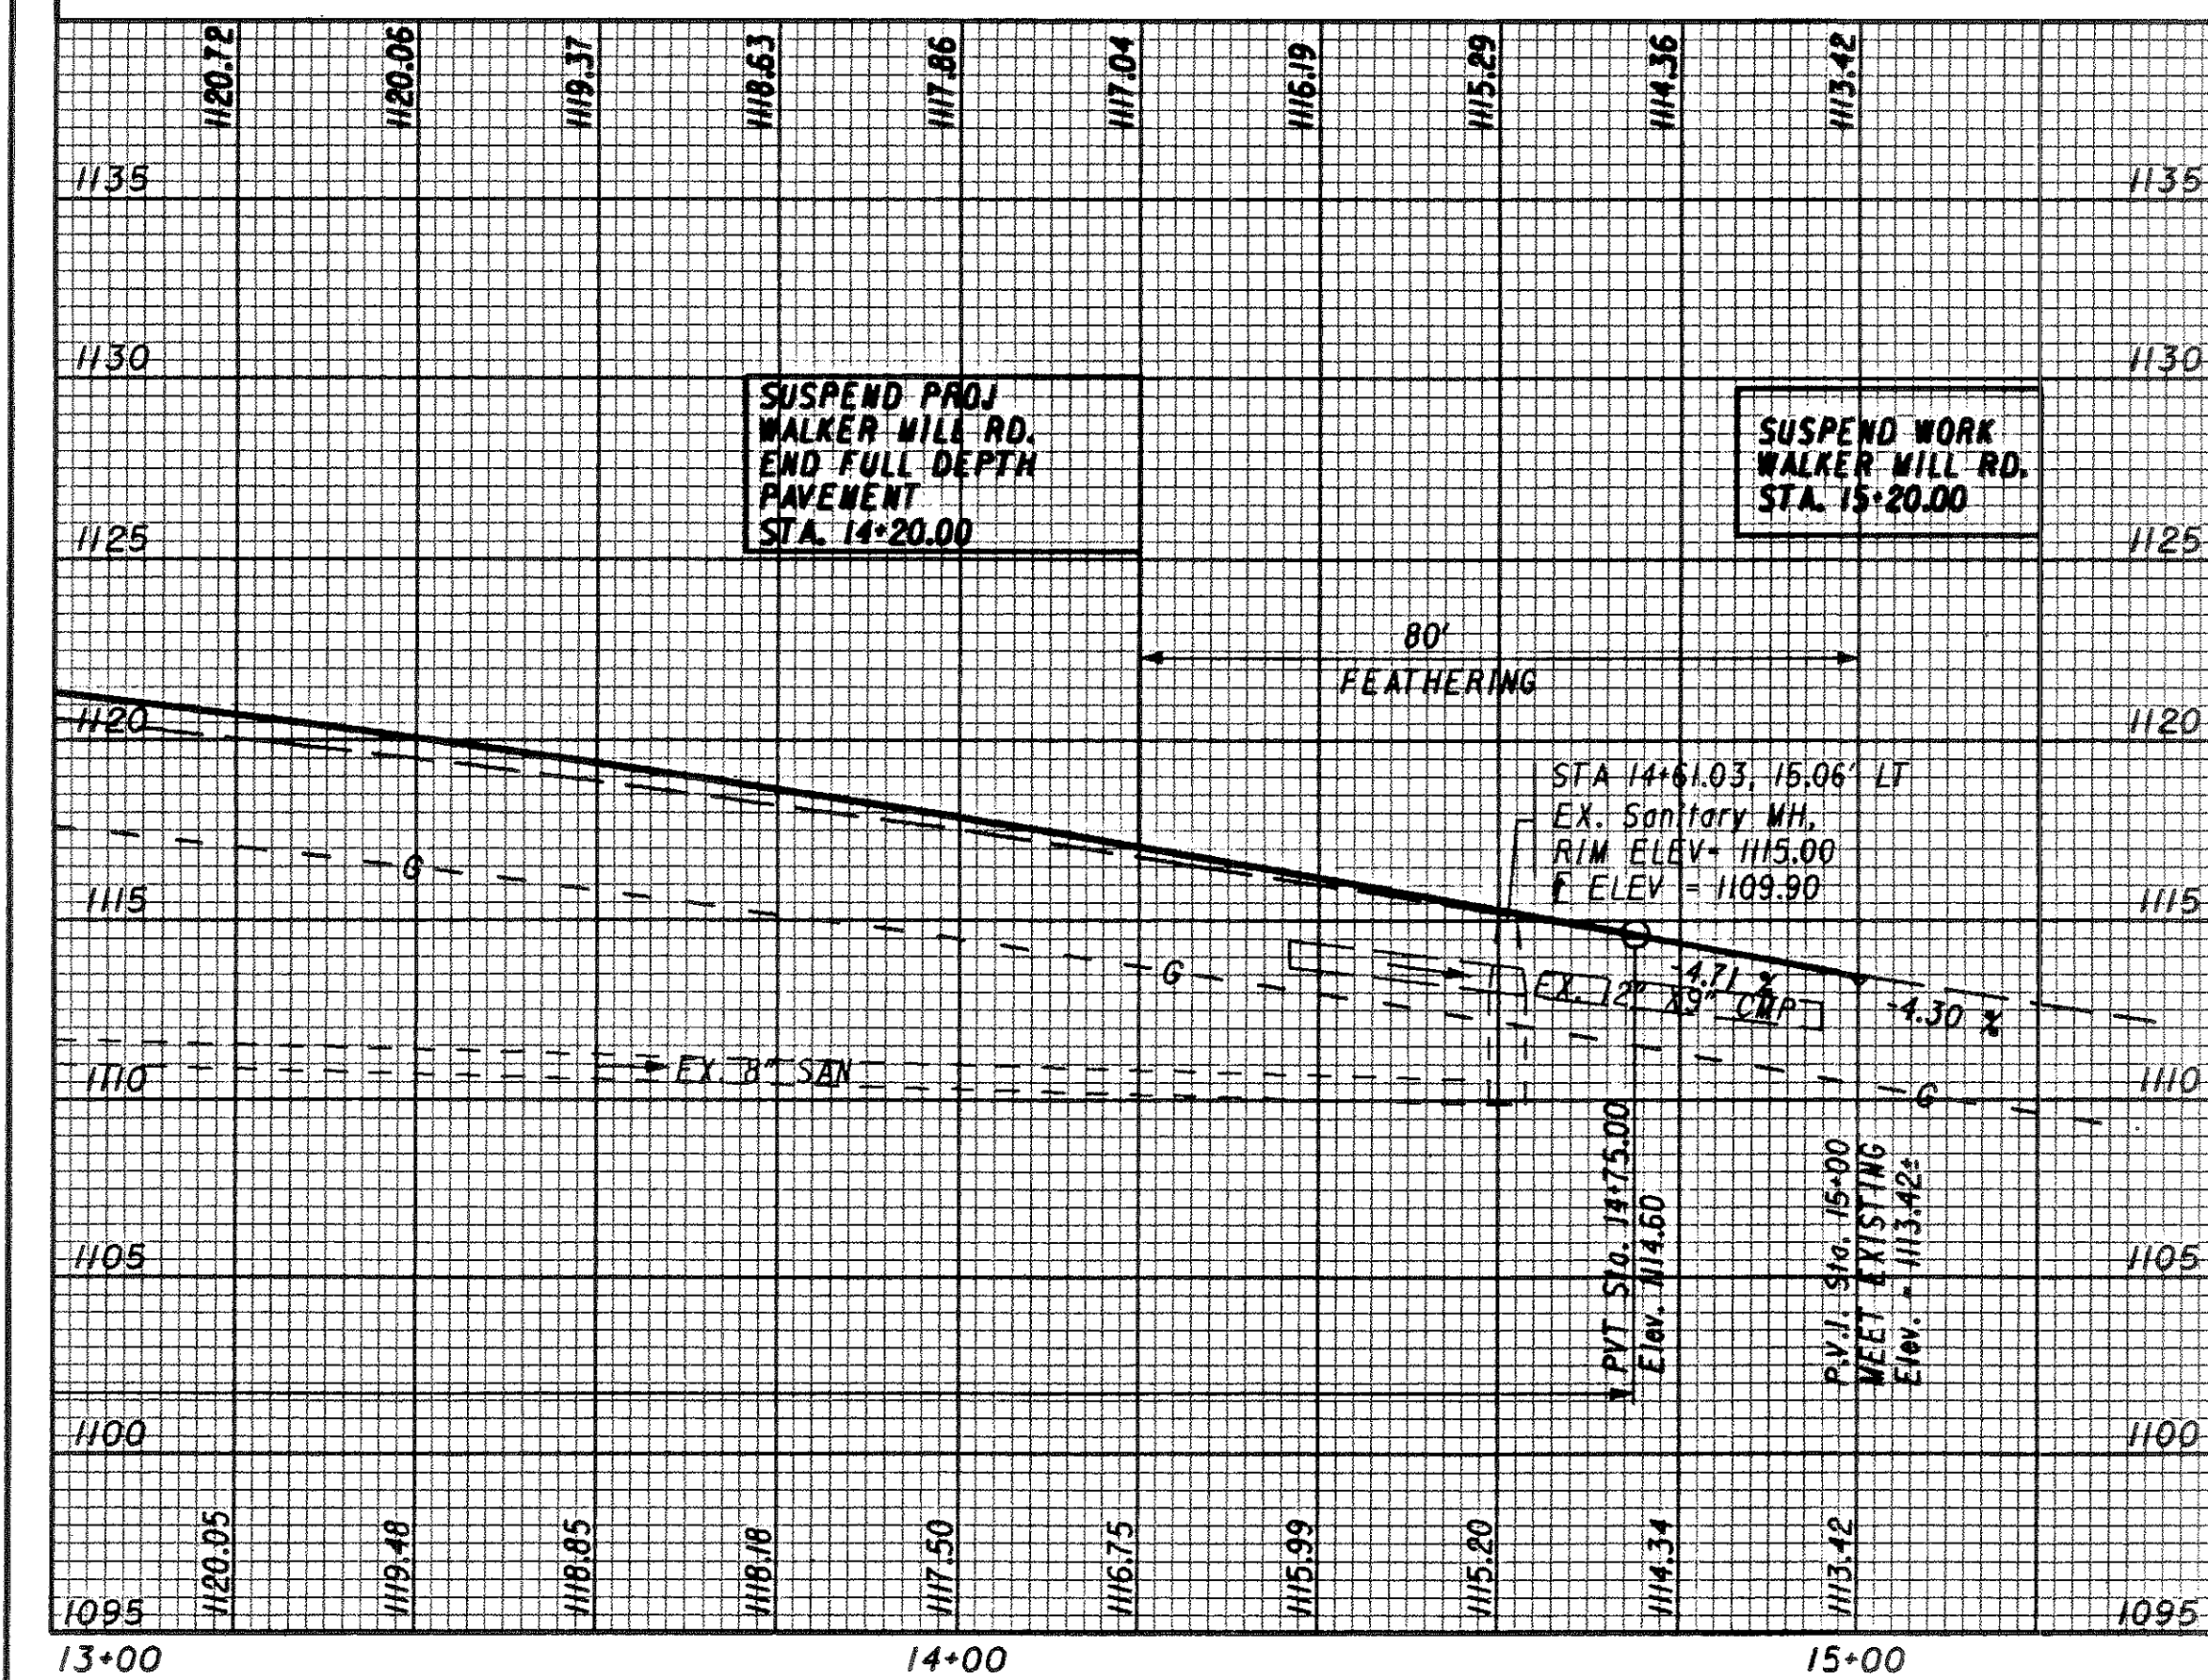 1120.72
1120.06
1119.37
1118.63
1117.86
1117.04
1116.19
1115.29
1114.36
1113.42
1135
1135
1130
1130
SUSPEND PROJ
WALKER MILL RD.
END FULL DEPTH
PAVEMENT
STA. 14+20.00
SUSPEND WORK
WALKER MILL RD.
STA. 15+20.00
1125
1125
80'
FEATHERING
1120
1120
STA 14+61.03, 15.06' LT
EX. Sanitary MH,
RIM ELEV= 1115.00
ELEV = 1109.90
G
1115
1115
G
-4.71 %
EX. 12" X9" CMP
-4.30 %
EX. 8" SAN
1110
1110
G
PVT Sta. 14+75.00
Elev. 1114.60
P.V.I. Sta. 15+00
MEET EXISTING
Elev. = 1113.42±
1105
1105
1100
1100
1120.05
1119.48
1118.85
1118.18
1117.50
1116.75
1115.99
1115.20
1114.34
1113.42
1095
1095
13+00
14+00
15+00